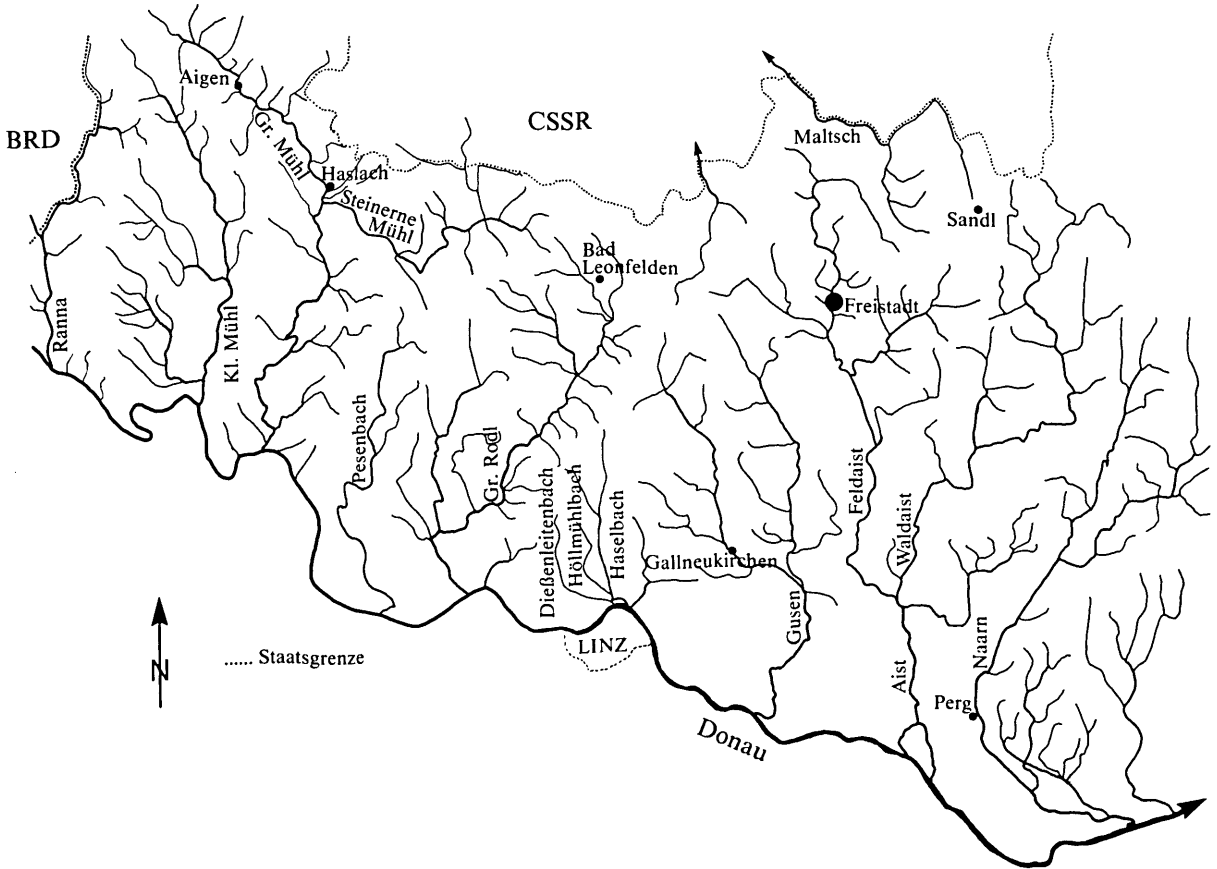 Aigen
BRD
CSSR
Gr. Mühl
Maltsch
Haslach
Steinerne
Mühl
Sandl
Bad
Leonfelden
Freistadt
Ranna
Kl. Mühl
Pesenbach
Gr. Rodl
Dießenleitenbach
Höllmühlbach
Haselbach
Feldaist
Waldaist
Gallneukirchen
Gusen
Naarn
Aist
N
...... Staatsgrenze
LINZ
Perg
Donau